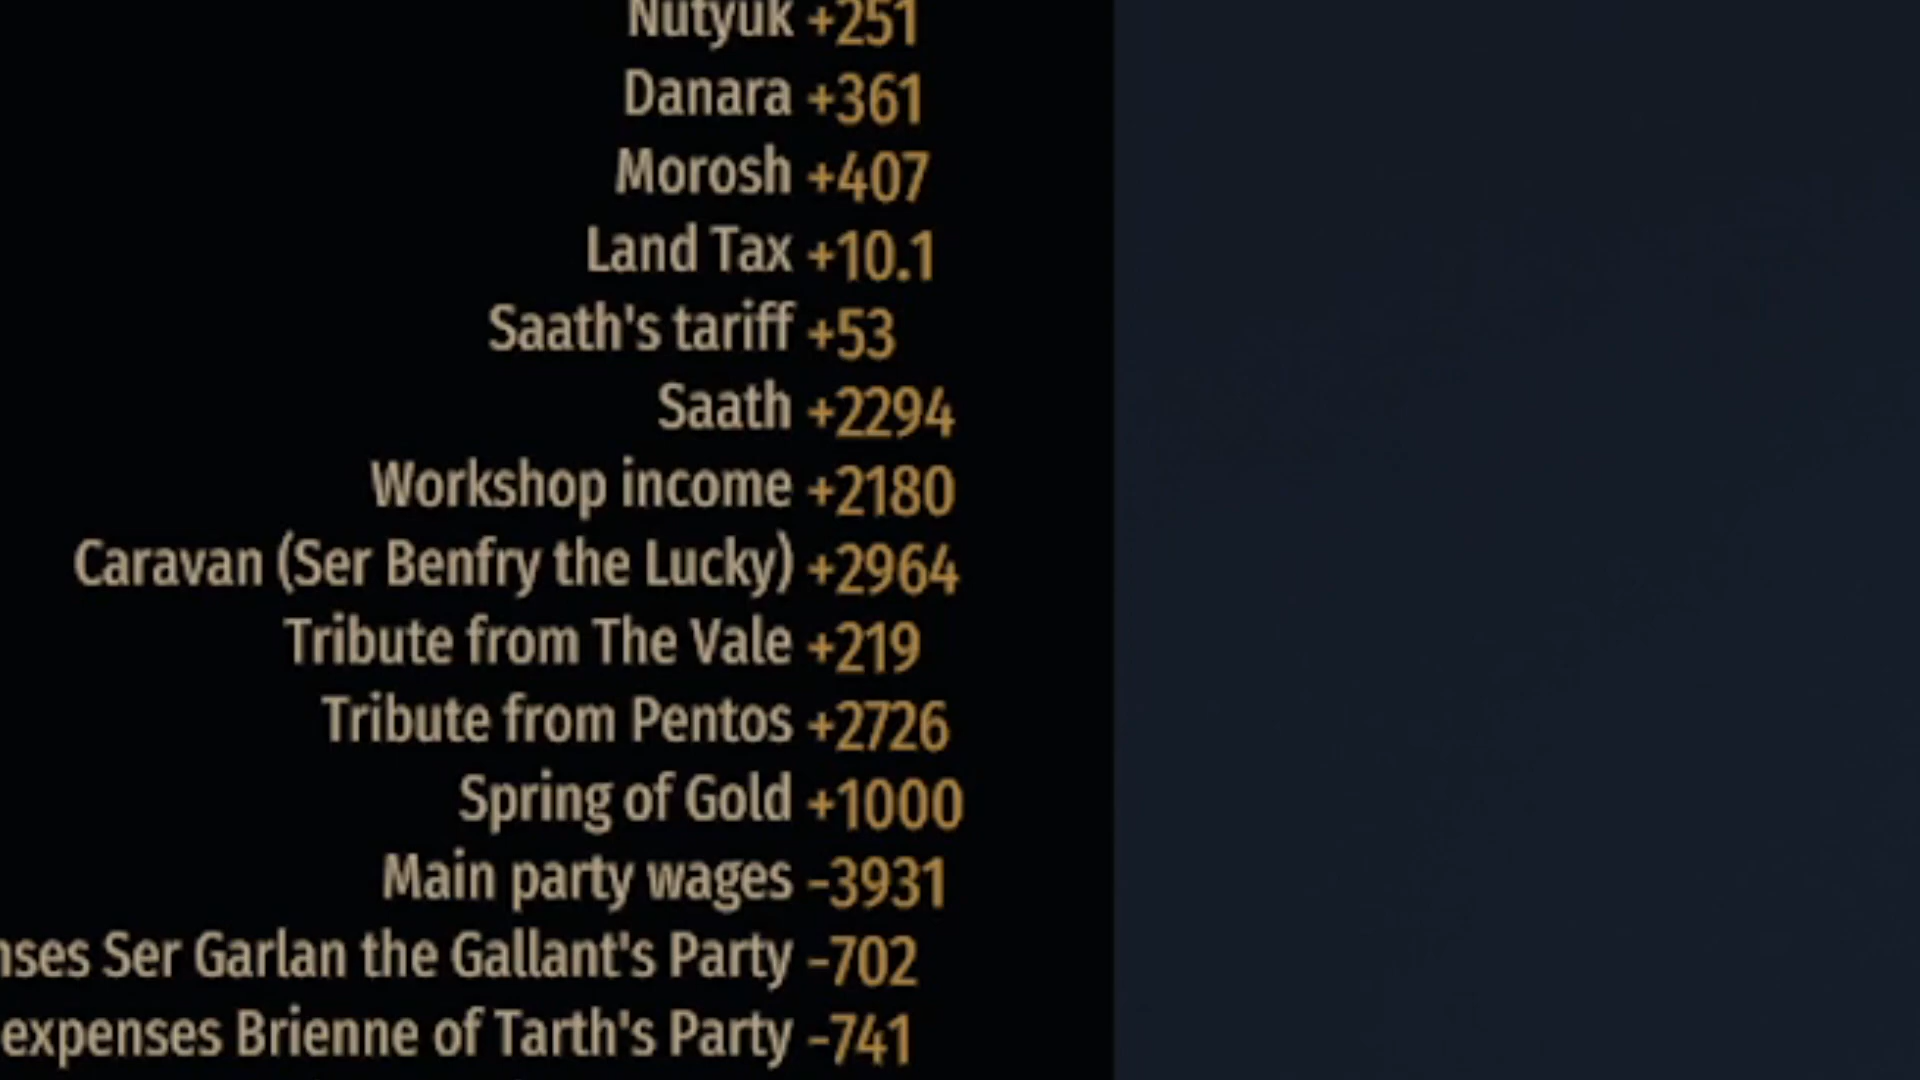 Nutyuk +251
Danara +361
Morosh +407
Land Tax +10.1
Saath's tariff +53
Saath +2294
Workshop income +2180
Caravan (Ser Benfry the Lucky) +2964
Tribute from The Vale +219
Tribute from Pentos +2726
Spring of Gold +1000
Main party wages -3931
nses Ser Garlan the Gallant's Party -702
expenses Brienne of Tarth's Party -741